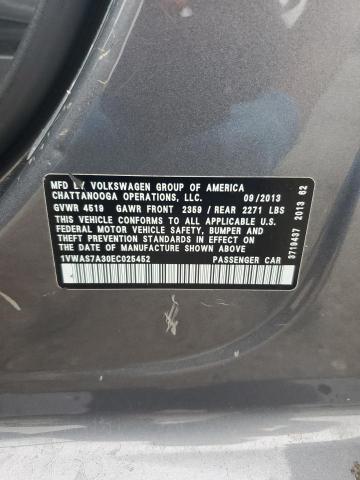 MFD BY VOLKSWAGEN GROUP OF AMERICA
CHATTANOOGA OPERATIONS, LLC. 09/2013
GVWR 4519 GAWR FRONT 2359 / REAR 2271 LBS
THIS VEHICLE CONFORMS TO ALL APPLICABLE U.S.
FEDERAL MOTOR VEHICLE SAFETY, BUMPER AND
THEFT PREVENTION STANDARDS IN EFFECT ON
THE DATE OF MANUFACTURE SHOWN ABOVE.
1VWAS7A30EC025452 PASSENGER CAR
3719437 2013 62